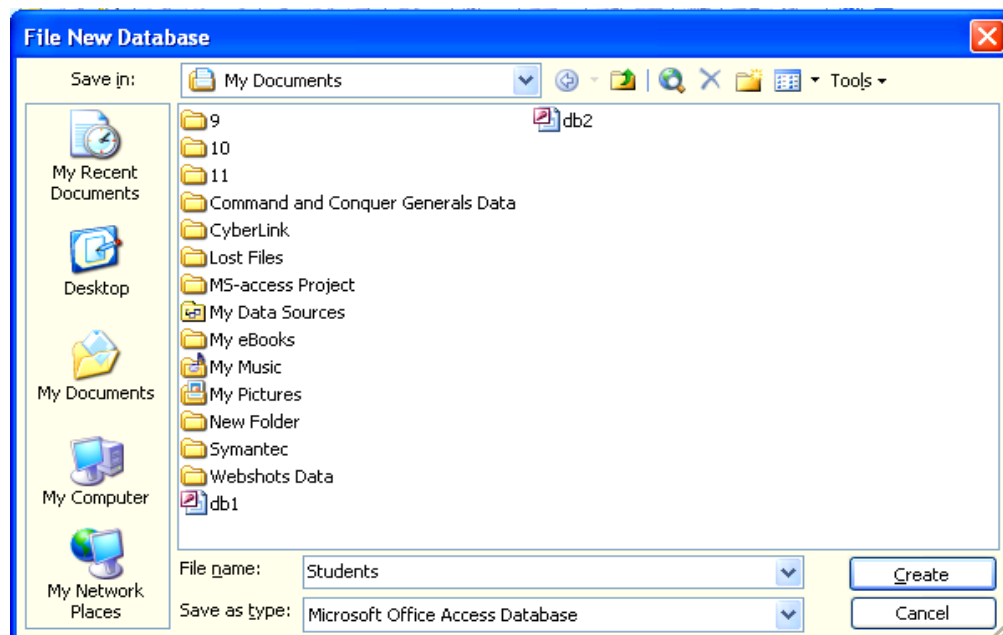 File New Database
Save in:
My Documents
Tools
My Recent
Documents
Desktop
My Documents
My Computer
My Network
Places
9
10
11
Command and Conquer Generals Data
CyberLink
Lost Files
MS-access Project
My Data Sources
My eBooks
My Music
My Pictures
New Folder
Symantec
Webshots Data
db1
db2
File name:
Students
Create
Save as type:
Microsoft Office Access Database
Cancel